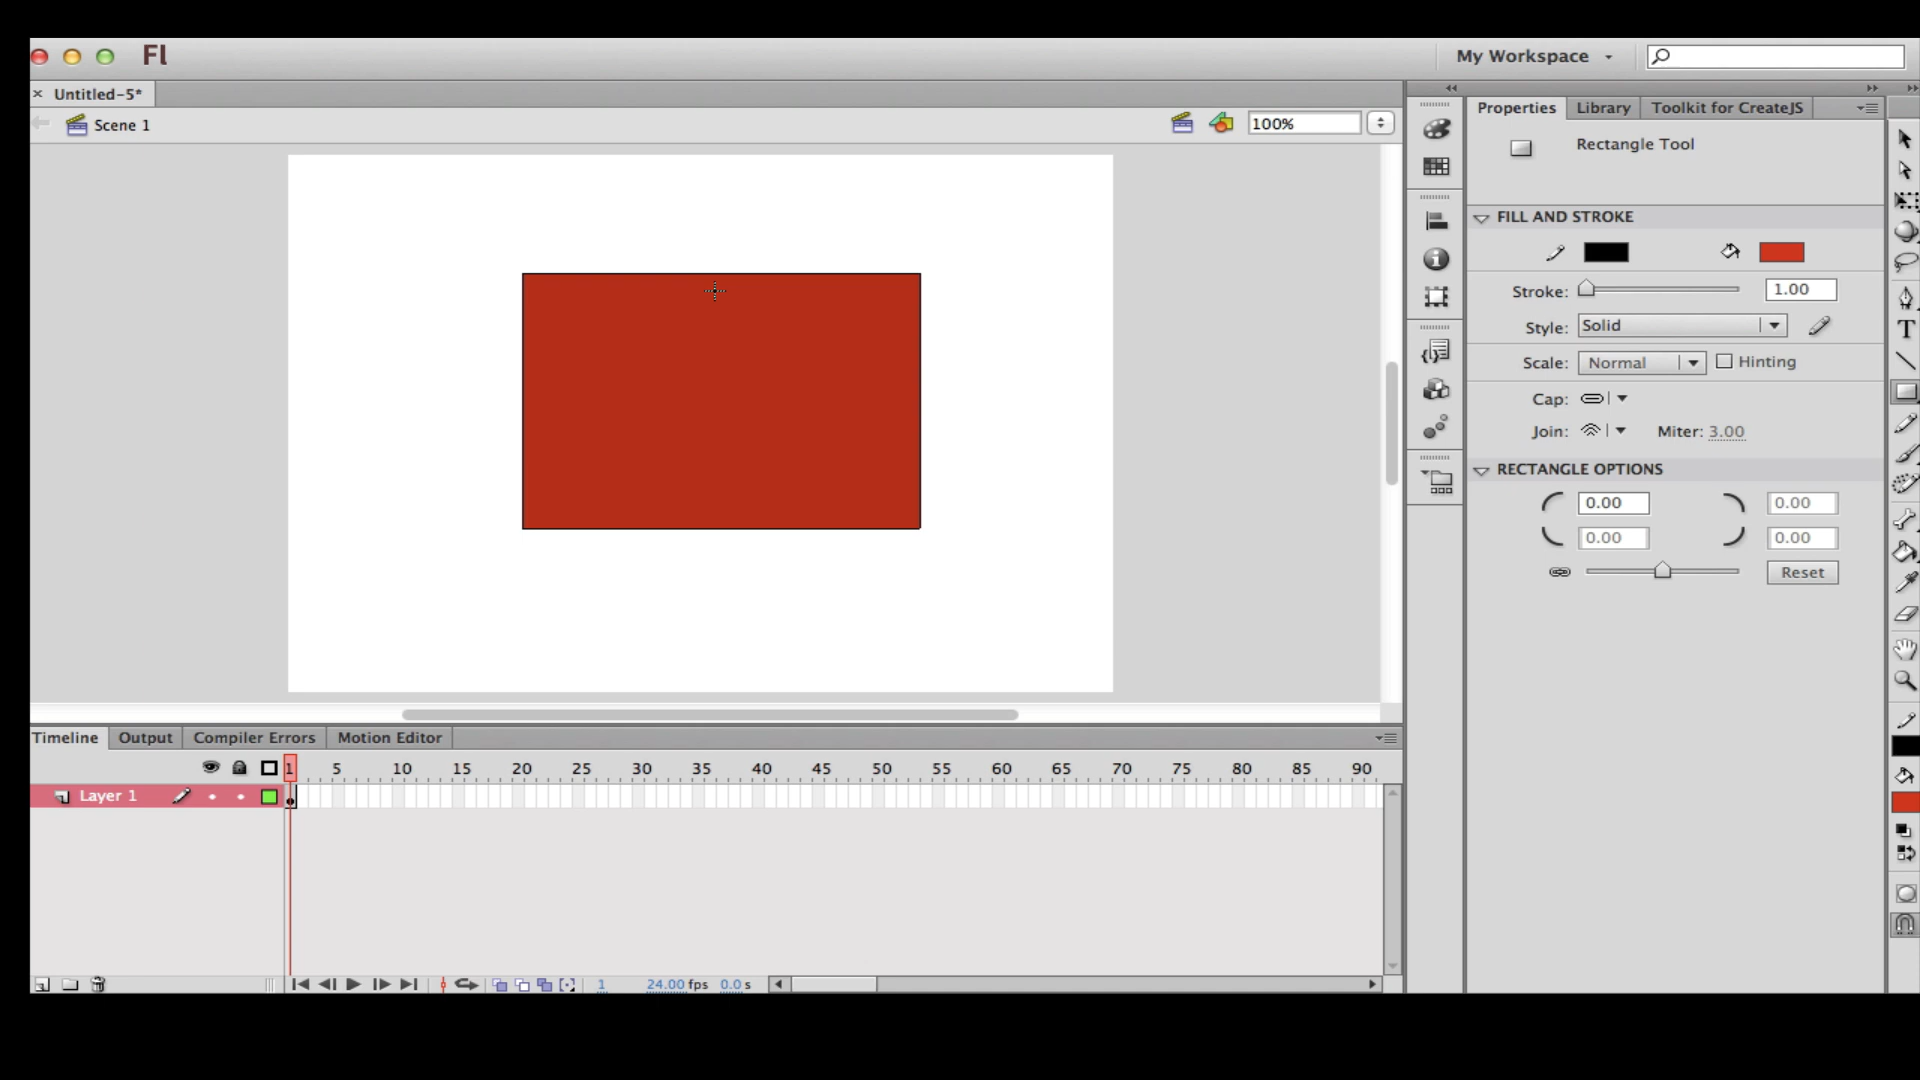 Fl
My Workspace
Untitled-5*
Scene 1
100%
Properties Library Toolkit for CreateJS
Rectangle Tool
FILL AND STROKE
Stroke: 1.00
Style: Solid
Scale: Normal Hinting
Cap:
Join: Miter: 3.00
RECTANGLE OPTIONS
0.00 0.00
0.00 0.00
Reset
T
Timeline Output Compiler Errors Motion Editor
1 5 10 15 20 25 30 35 40 45 50 55 60 65 70 75 80 85 90
Layer 1
1 24.00 fps 0.0 s